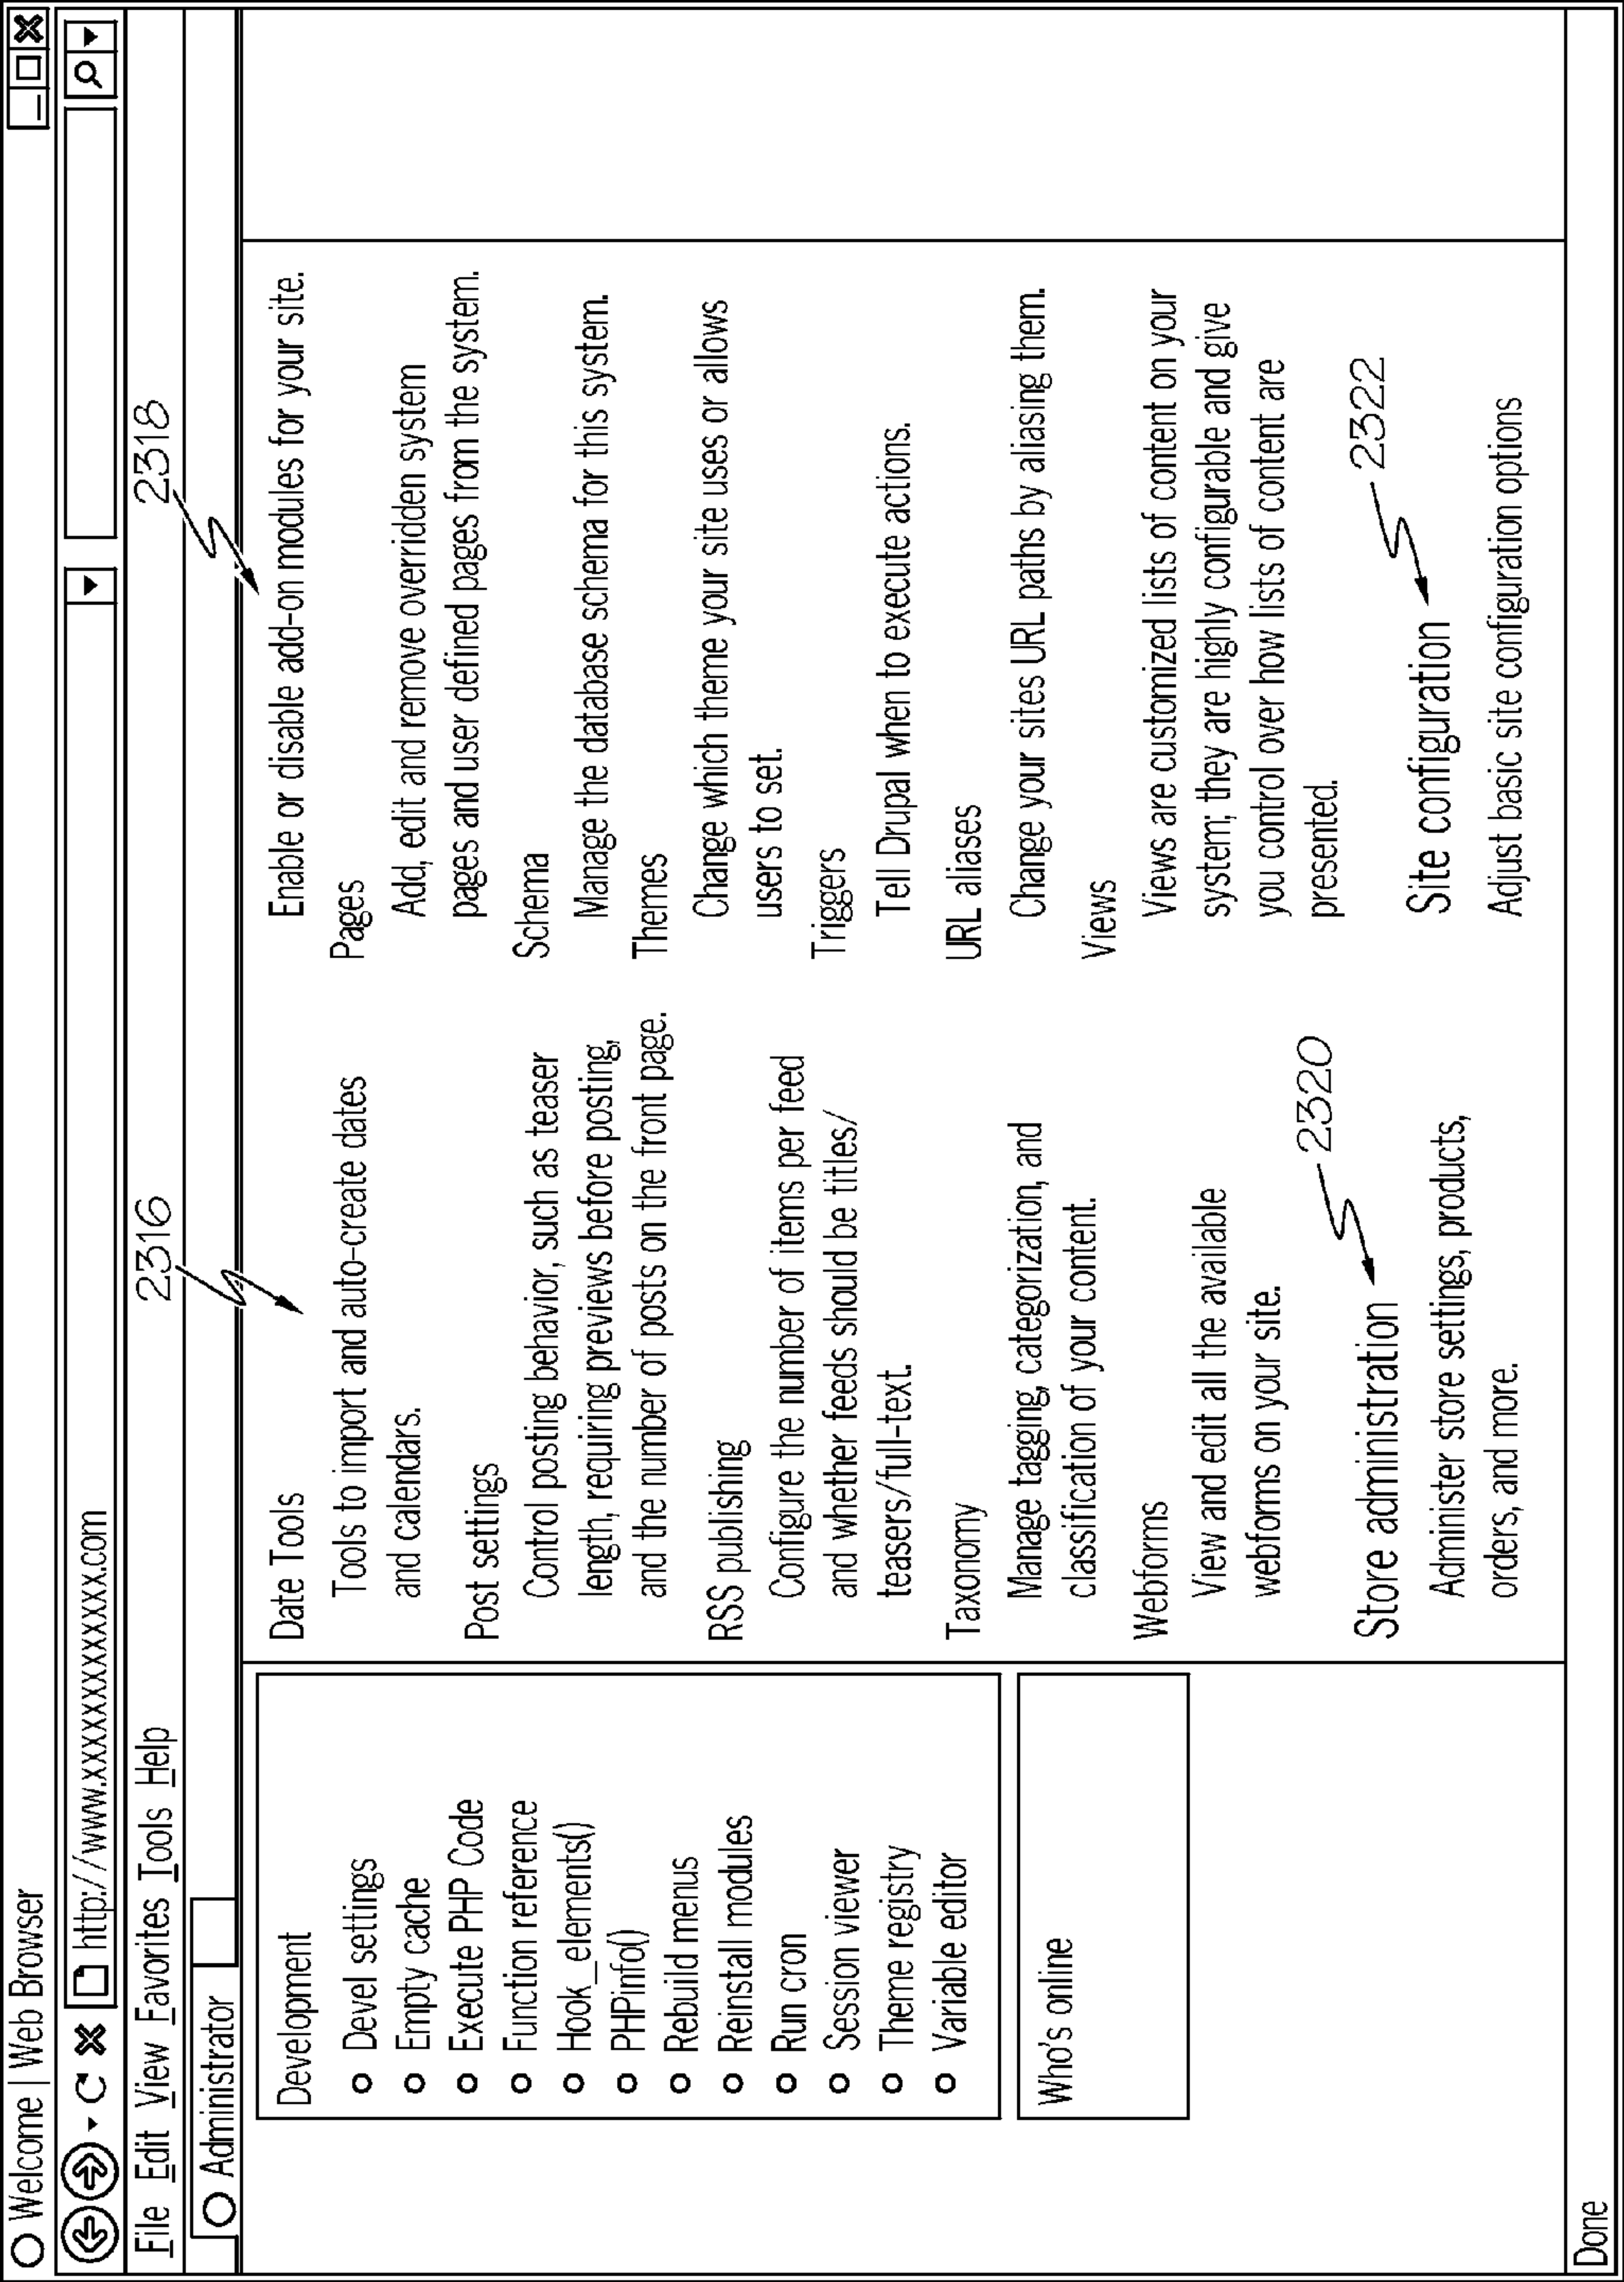 Welcome | Web Browser
http://www.xxxxxxxxxxxx.com
File Edit View Favorites Tools Help
Administrator
2316
2318
Development
Devel settings
Empty cache
Execute PHP Code
Function reference
Hook_elements()
PHPinfo()
Rebuild menus
Reinstall modules
Run cron
Session viewer
Theme registry
Variable editor
Who's online
Date Tools
Tools to import and auto-create dates
and calendars.
Post settings
Control posting behavior, such as teaser
length, requiring previews before posting,
and the number of posts on the front page.
RSS publishing
Configure the number of items per feed
and whether feeds should be titles/
teasers/full-text.
Taxonomy
Manage tagging, categorization, and
classification of your content.
Webforms
View and edit all the available
webforms on your site.
2320
Store administration
Administer store settings, products,
orders, and more.
Enable or disable add-on modules for your site.
Pages
Add, edit and remove overridden system
pages and user defined pages from the system.
Schema
Manage the database schema for this system.
Themes
Change which theme your site uses or allows
users to set.
Triggers
Tell Drupal when to execute actions.
URL aliases
Change your sites URL paths by aliasing them.
Views
Views are customized lists of content on your
system; they are highly configurable and give
you control over how lists of content are
presented.
2322
Site configuration
Adjust basic site configuration options
Done